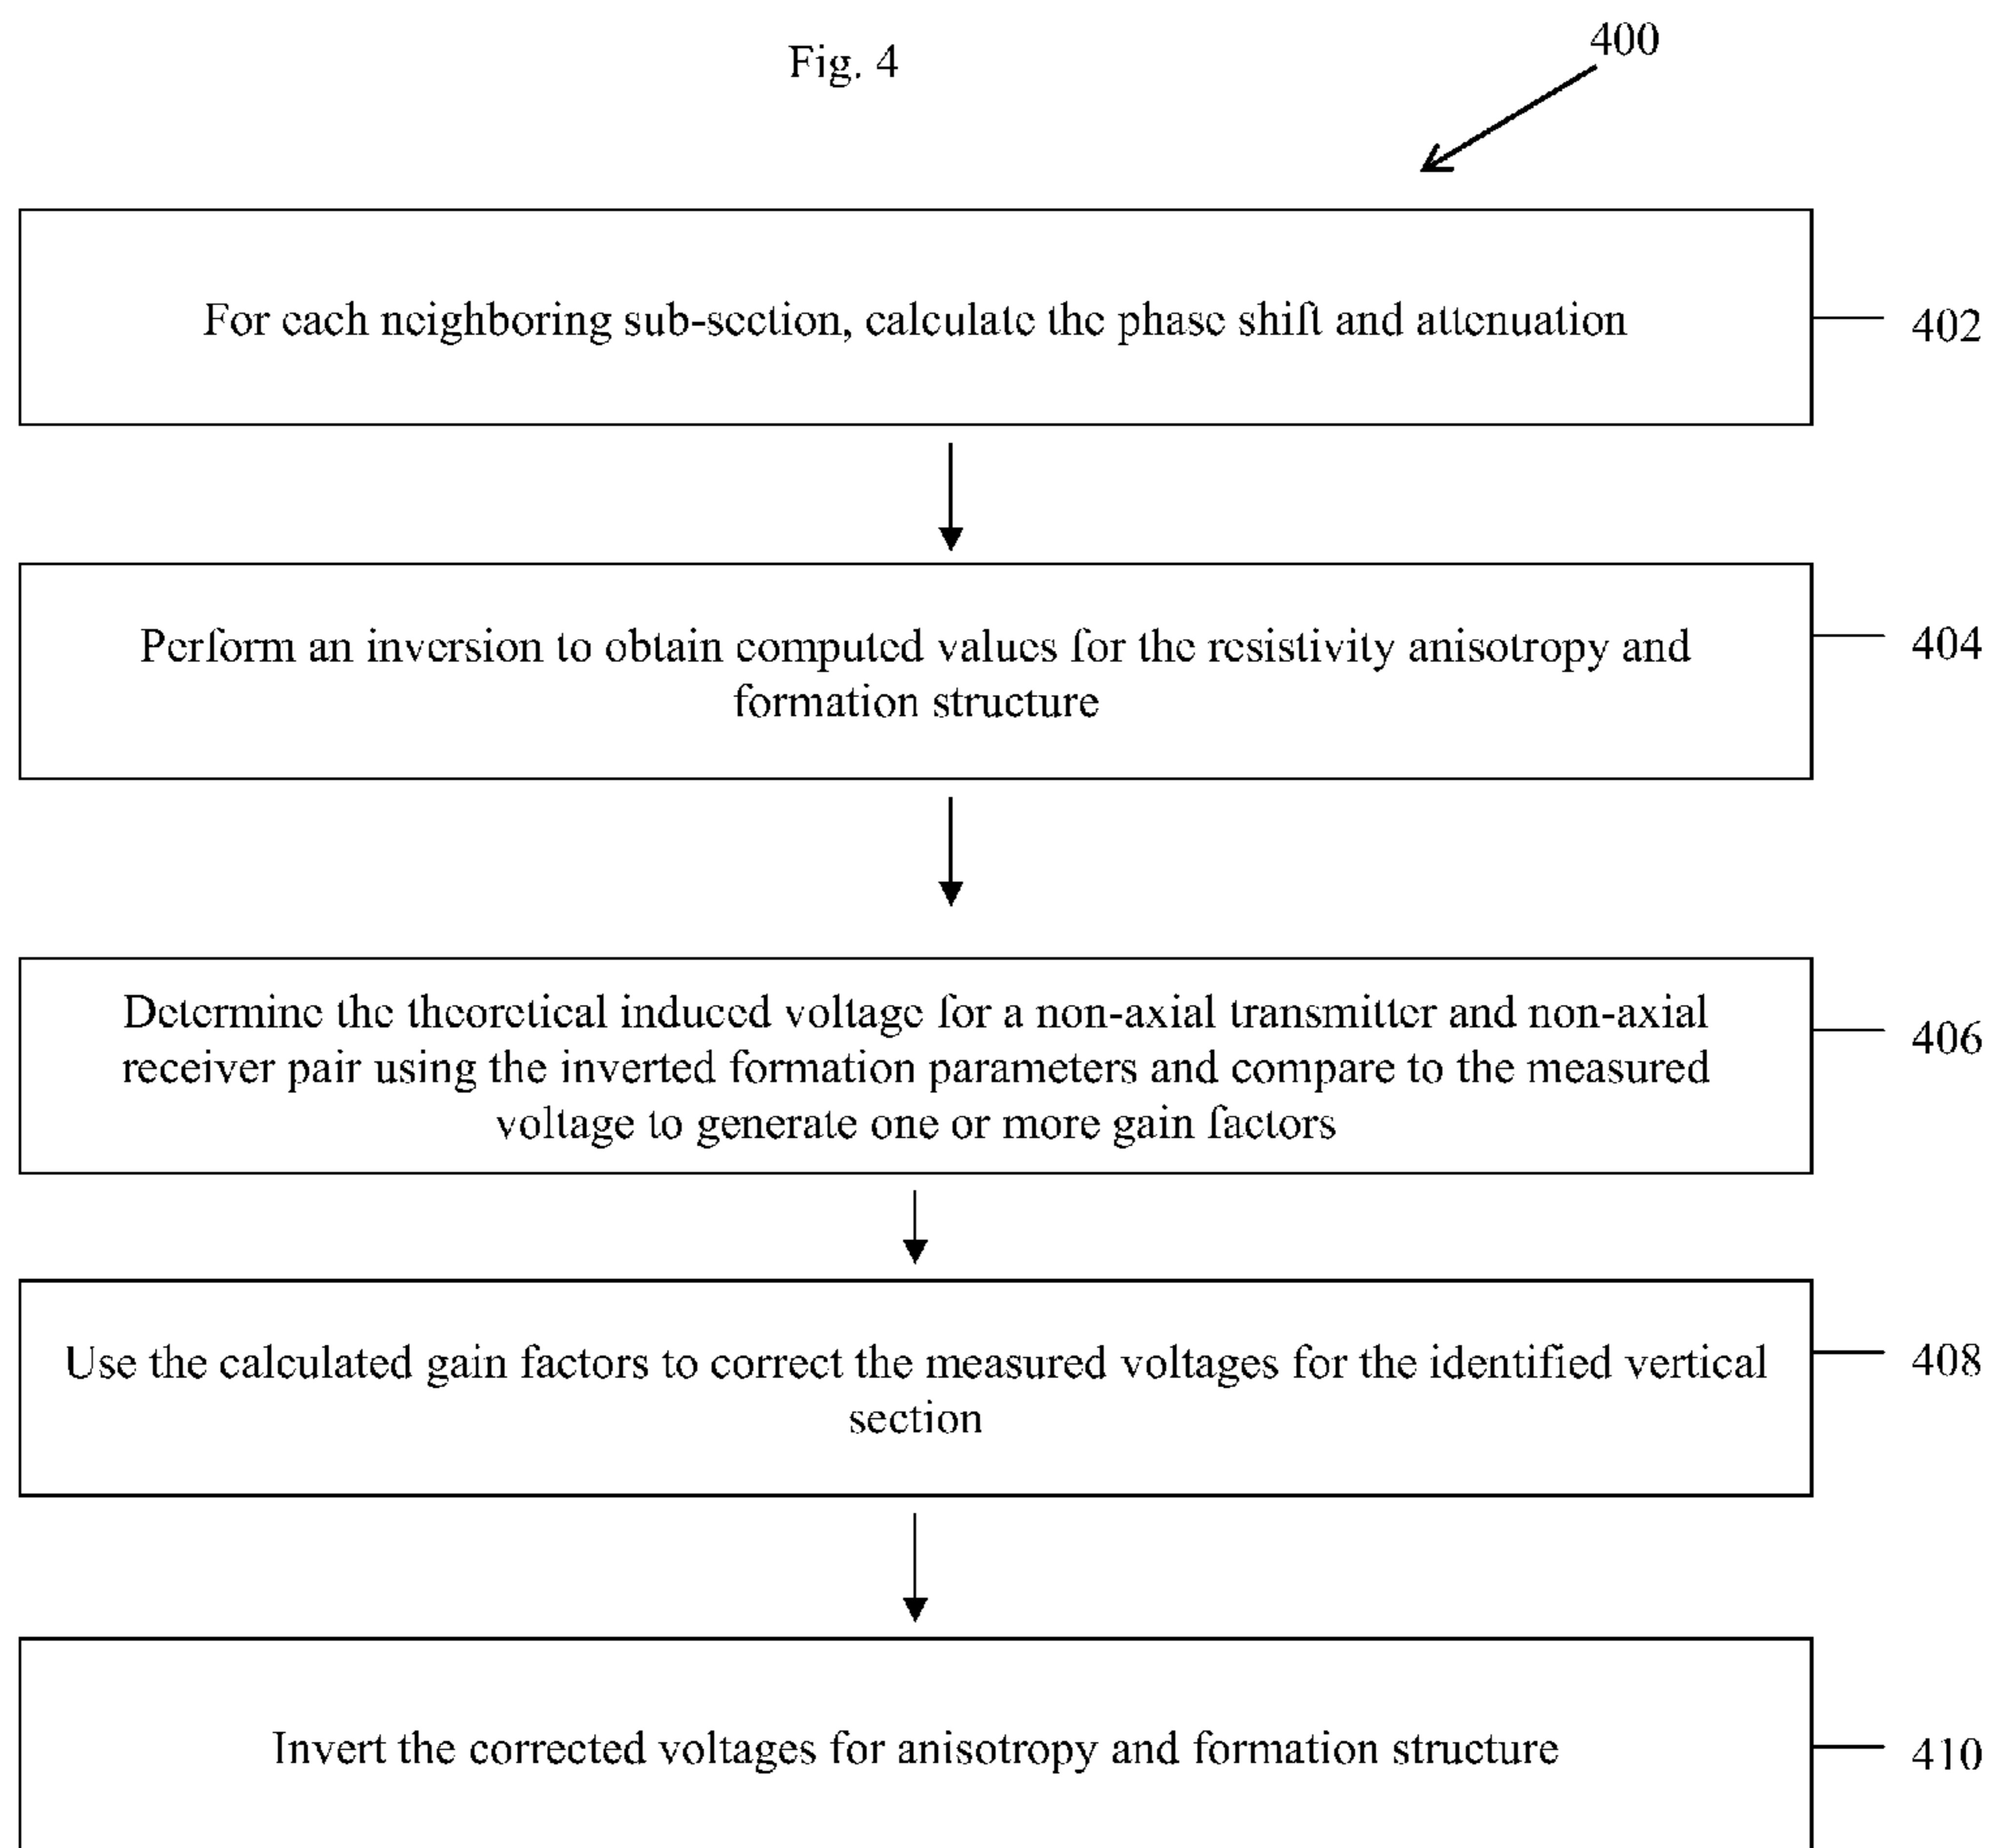 Fig. 4
400
For each neighboring sub-section, calculate the phase shift and attenuation
402
Perform an inversion to obtain computed values for the resistivity anisotropy and
formation structure
404
Determine the theoretical induced voltage for a non-axial transmitter and non-axial
receiver pair using the inverted formation parameters and compare to the measured
voltage to generate one or more gain factors
406
Use the calculated gain factors to correct the measured voltages for the identified vertical
section
408
Invert the corrected voltages for anisotropy and formation structure
410